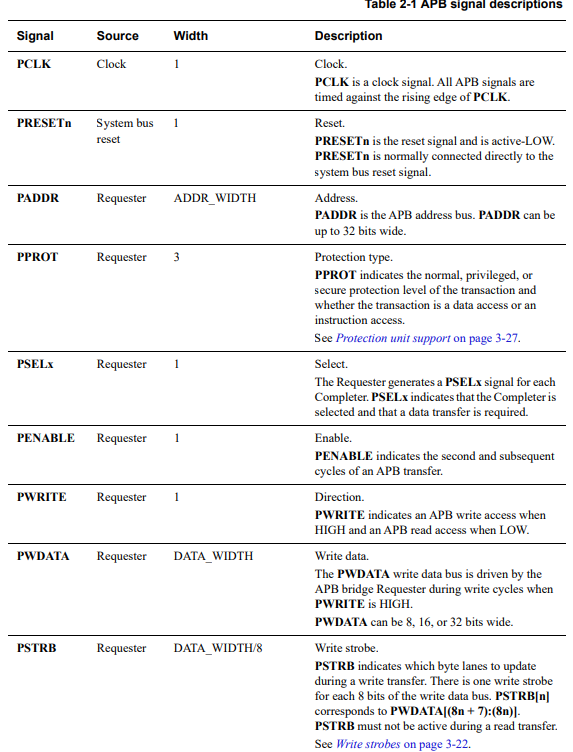 Table 2-1 APB signal descriptions
Signal Source Width Description
PCLK Clock 1 Clock.
PCLK is a clock signal. All APB signals are
timed against the rising edge of PCLK.
PRESETn System bus 1 Reset.
reset PRESETn is the reset signal and is active-LOW.
PRESETn is normally connected directly to the
system bus reset signal.
PADDR Requester ADDR_WIDTH Address.
PADDR is the APB address bus. PADDR can be
up to 32 bits wide.
PPROT Requester 3 Protection type.
PPROT indicates the normal, privileged, or
secure protection level of the transaction and
whether the transaction is a data access or an
instruction access.
See Protection unit support on page 3-27.
PSELx Requester 1 Select.
The Requester generates a PSELx signal for each
Completer. PSELx indicates that the Completer is
selected and that a data transfer is required.
PENABLE Requester 1 Enable.
PENABLE indicates the second and subsequent
cycles of an APB transfer.
PWRITE Requester 1 Direction.
PWRITE indicates an APB write access when
HIGH and an APB read access when LOW.
PWDATA Requester DATA_WIDTH Write data.
The PWDATA write data bus is driven by the
APB bridge Requester during write cycles when
PWRITE is HIGH.
PWDATA can be 8, 16, or 32 bits wide.
PSTRB Requester DATA_WIDTH/8 Write strobe.
PSTRB indicates which byte lanes to update
during a write transfer. There is one write strobe
for each 8 bits of the write data bus. PSTRB[n]
corresponds to PWDATA[(8n + 7):(8n)].
PSTRB must not be active during a read transfer.
See Write strobes on page 3-22.